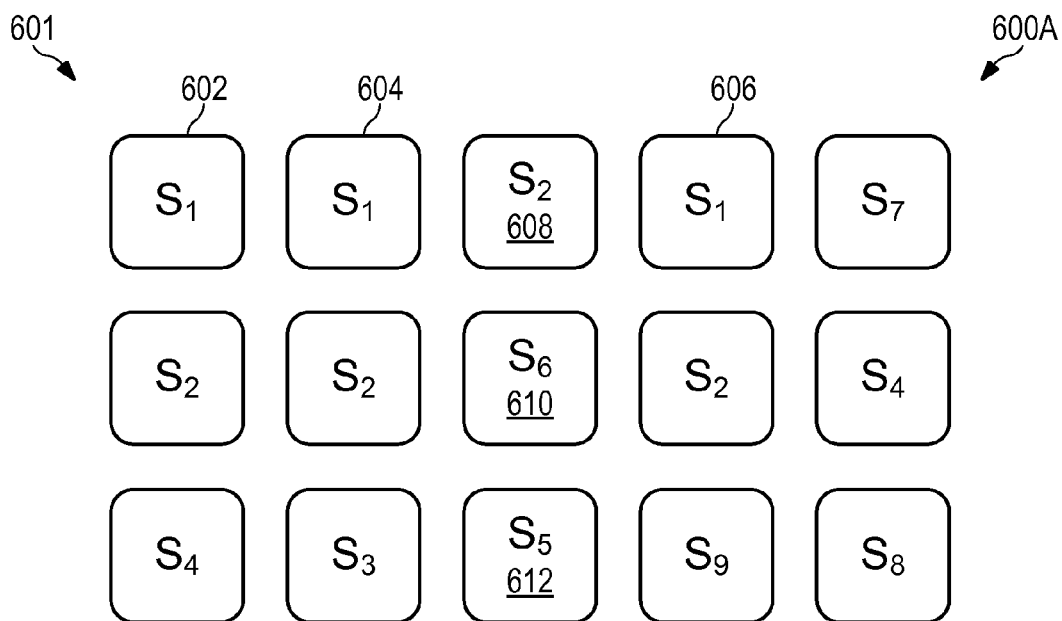 601 600A
602 604 606
S₁ S₁ S₂ S₁ S₇
608
S₂ S₂ S₆ S₂ S₄
610
S₄ S₃ S₅ S₉ S₈
612